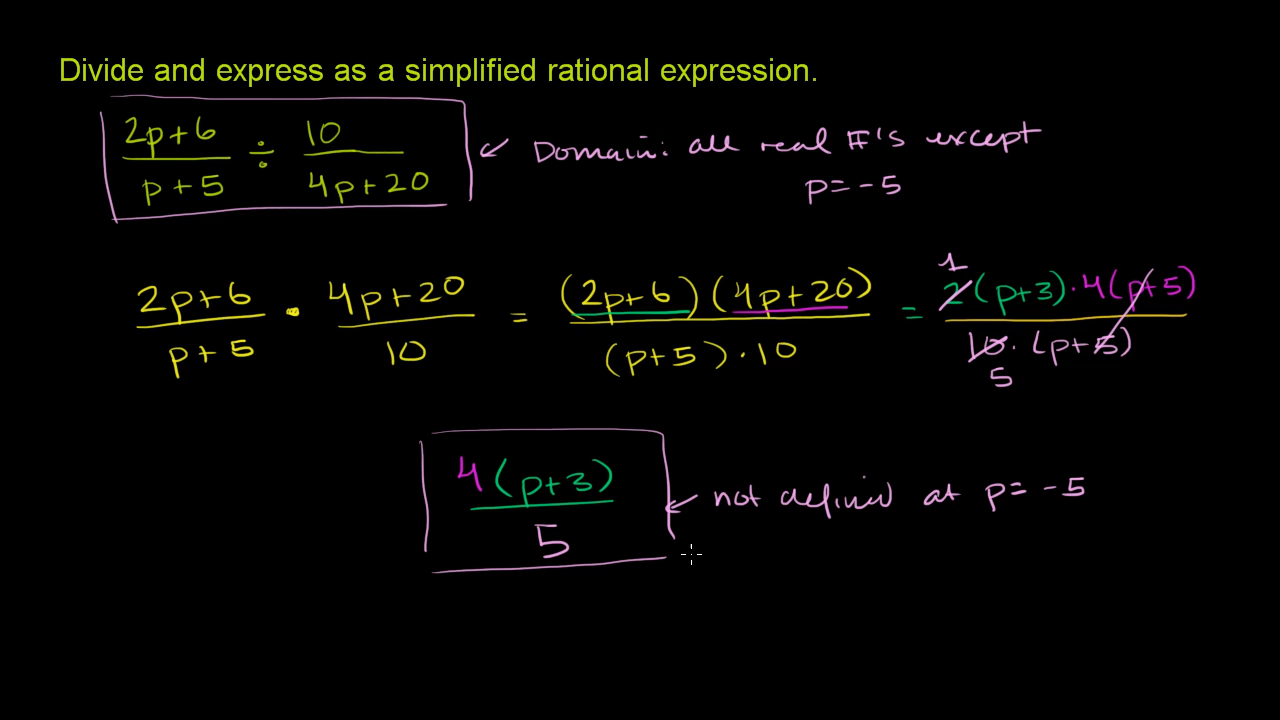 Divide and express as a simplified rational expression.
2p+6 / p+5 ÷ 10 / 4p+20 Domain: all real #'s except
p=-5
2p+6 / p+5 · 4p+20 / 10 = (2p+6)(4p+20) / (p+5)·10 = 1 2(p+3)·4(p+5) / 10·(p+5) 5
4(p+3) / 5 not defined at p=-5